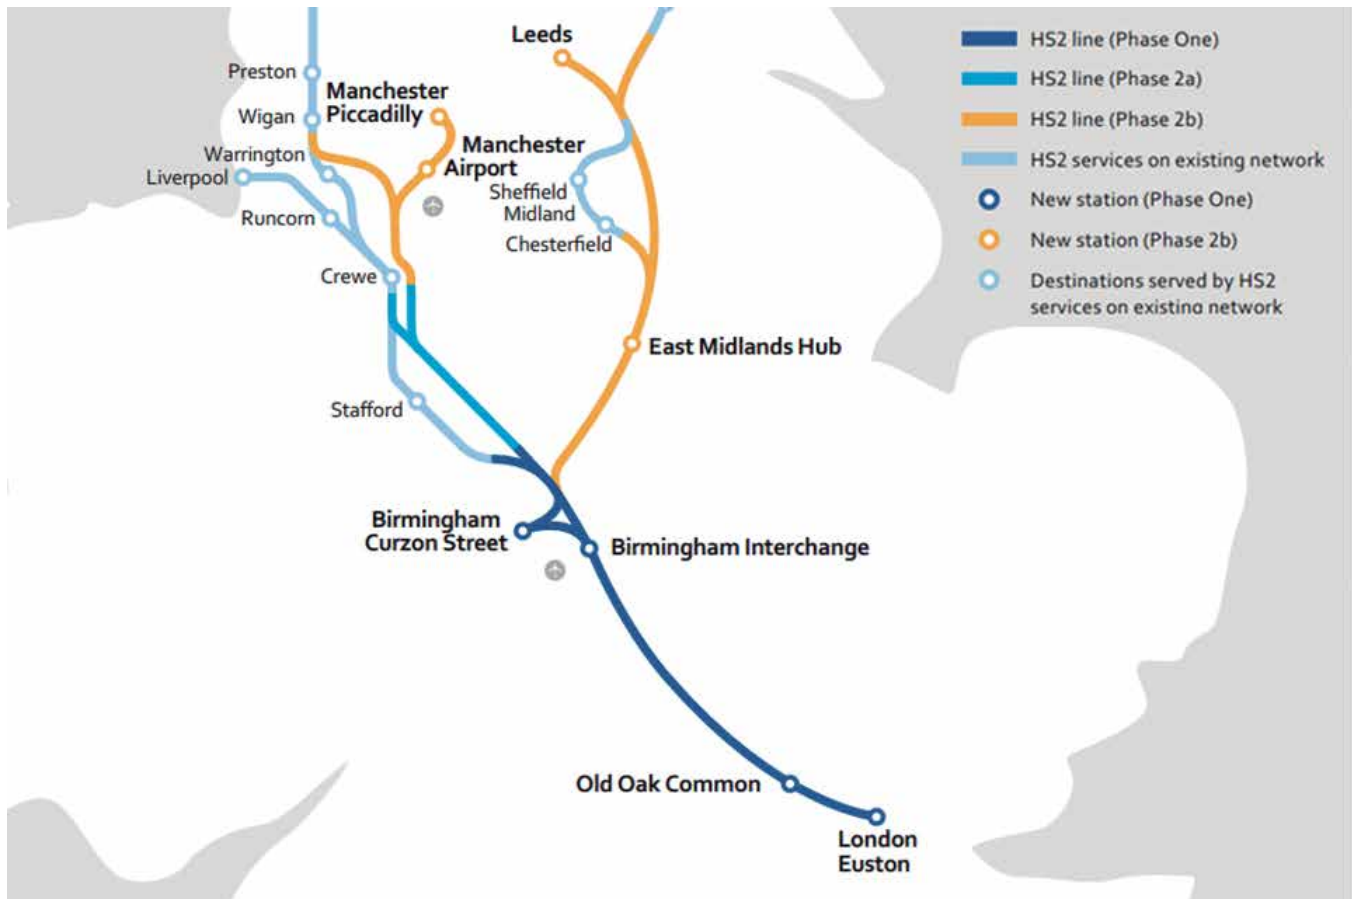 Leeds
Preston
Manchester
Piccadilly
Wigan
Manchester
Airport
Warrington
Liverpool
Runcorn
Sheffield
Midland
Chesterfield
Crewe
East Midlands Hub
Stafford
Birmingham
Curzon Street
Birmingham Interchange
Old Oak Common
London
Euston
HS2 line (Phase One)
HS2 line (Phase 2a)
HS2 line (Phase 2b)
HS2 services on existing network
New station (Phase One)
New station (Phase 2b)
Destinations served by HS2
services on existing network